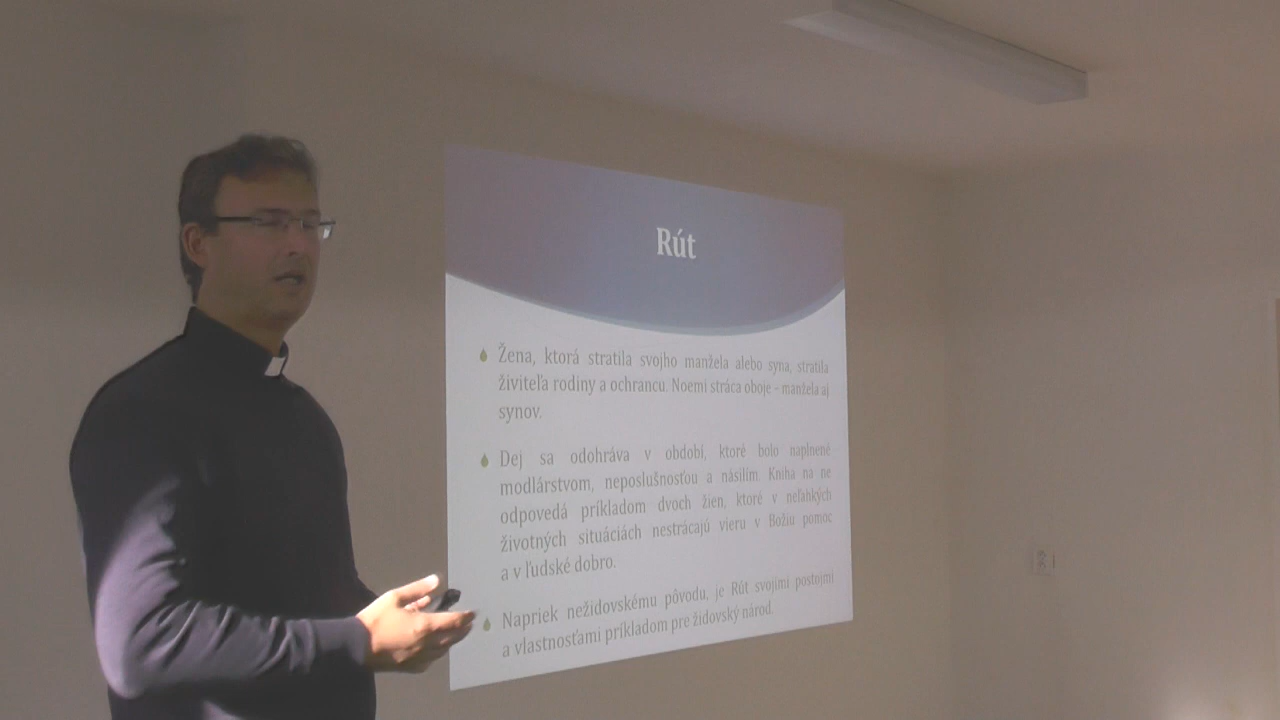 Rút
Žena, ktorá stratila svojho manžela alebo syna, stratila
živiteľa rodiny a ochrancu. Noemi stráca oboje – manžela aj
synov.
Dej sa odohráva v období, ktoré bolo naplnené
modlárstvom, neposlušnosťou a násilím. Kniha na ne
odpovedá príkladom dvoch žien, ktoré v neľahkých
životných situáciách nestrácajú vieru v Božiu pomoc
a v ľudské dobro.
Napriek nežidovskému pôvodu, je Rút svojimi postojmi
a vlastnosťami príkladom pre židovský národ.